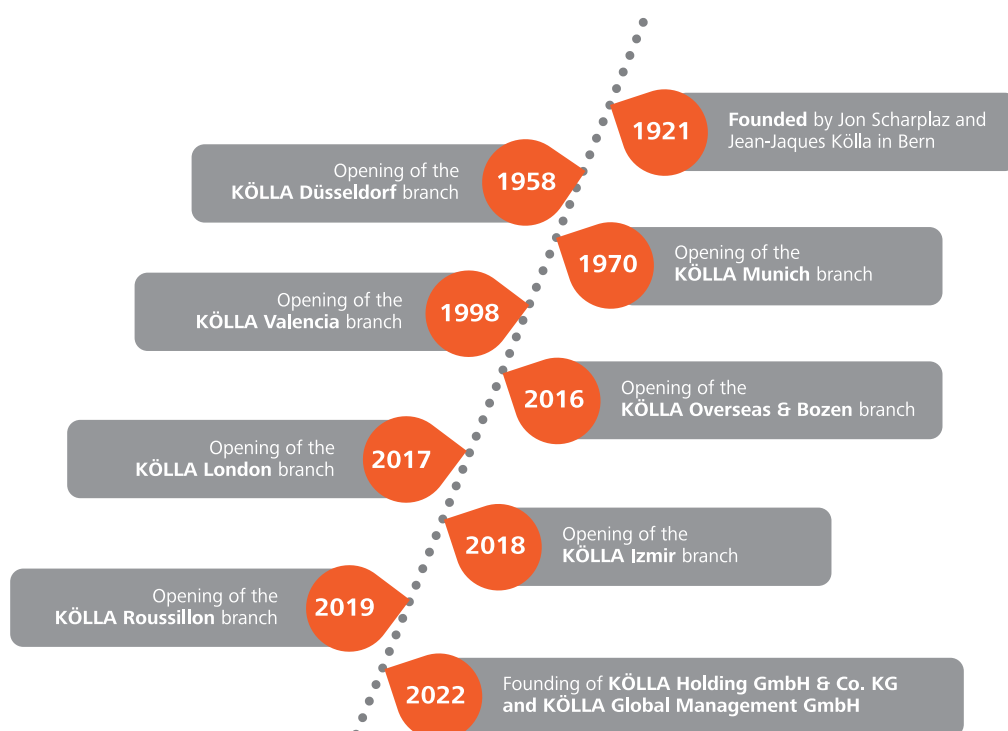 1921
Founded by Jon Scharplaz and
Jean-Jaques Kölla in Bern
Opening of the
KÖLLA Düsseldorf branch
1958
1970
Opening of the
KÖLLA Munich branch
Opening of the
KÖLLA Valencia branch
1998
2016
Opening of the
KÖLLA Overseas & Bozen branch
Opening of the
KÖLLA London branch
2017
2018
Opening of the
KÖLLA Izmir branch
Opening of the
KÖLLA Roussillon branch
2019
2022
Founding of KÖLLA Holding GmbH & Co. KG
and KÖLLA Global Management GmbH